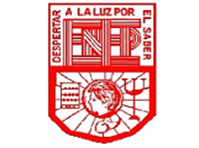 DESPERTAR A LA LUZ POR EL SABER
ENP